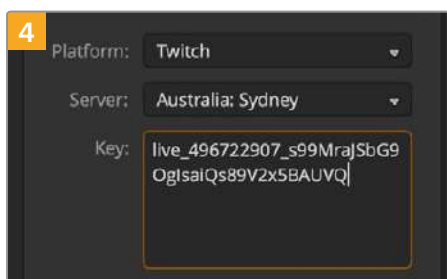 4
Platform: Twitch
Server: Australia: Sydney
Key: live_496722907_s99MraJSbG9
OgIsaiQs89V2x5BAUVQ